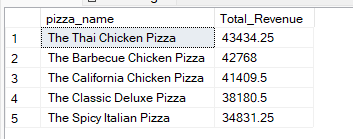 pizza_name Total_Revenue
1 The Thai Chicken Pizza 43434.25
2 The Barbecue Chicken Pizza 42768
3 The California Chicken Pizza 41409.5
4 The Classic Deluxe Pizza 38180.5
5 The Spicy Italian Pizza 34831.25